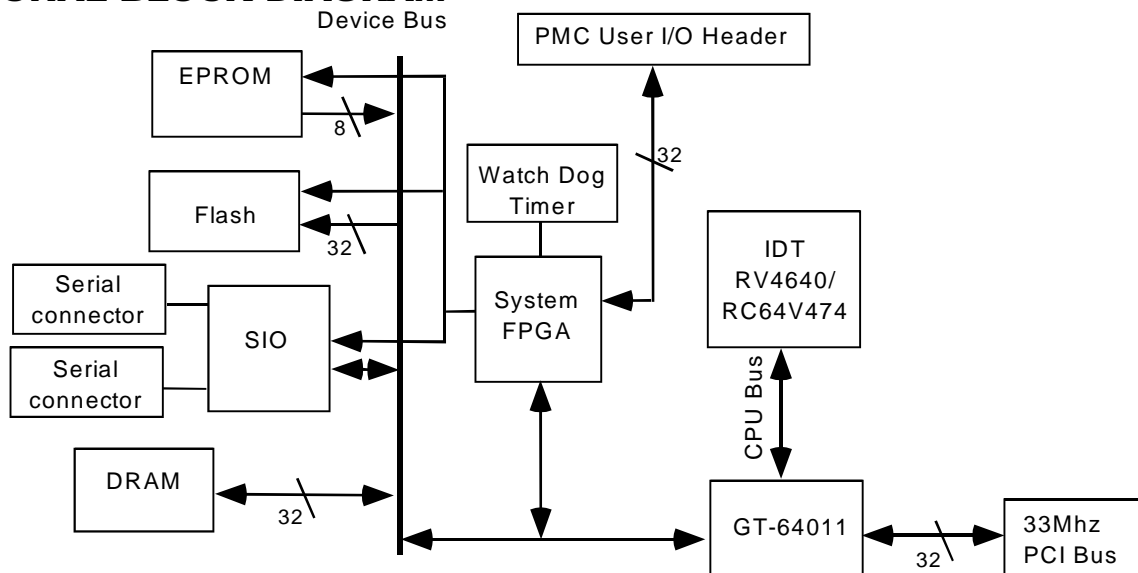 Device Bus
PMC User I/O Header
EPROM
8
32
Watch Dog
Timer
Flash
32
IDT
RV4640/
RC64V474
Serial
connector
System
FPGA
SIO
Serial
connector
CPU Bus
DRAM
32
GT-64011
32
33Mhz
PCI Bus